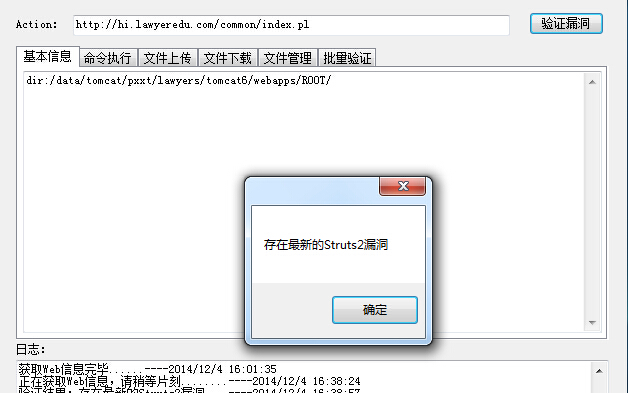 Action: http://hi.lawyeredu.com/common/index.pl 验证漏洞
基本信息 命令执行 文件上传 文件下载 文件管理 批量验证
dir:/data/tomcat/pxxt/lawyers/tomcat6/webapps/ROOT/
存在最新的Struts2漏洞
确定
日志:
获取Web信息完毕......----2014/12/4 16:01:35
正在获取Web信息，请稍等片刻........----2014/12/4 16:38:24
验证结果：存在最新的Struts2漏洞....----2014/12/4 16:38:57